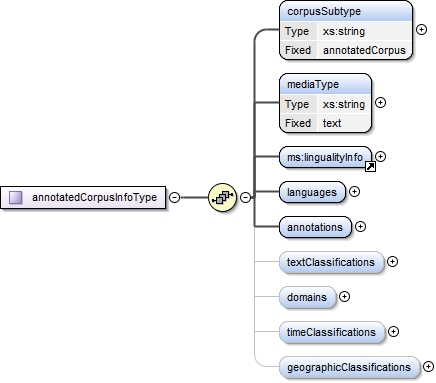 corpusSubtype
Type xs:string
Fixed annotatedCorpus
mediaType
Type xs:string
Fixed text
ms:lingualityInfo
languages
annotatedCorpusInfoType
annotations
textClassifications
domains
timeClassifications
geographicClassifications